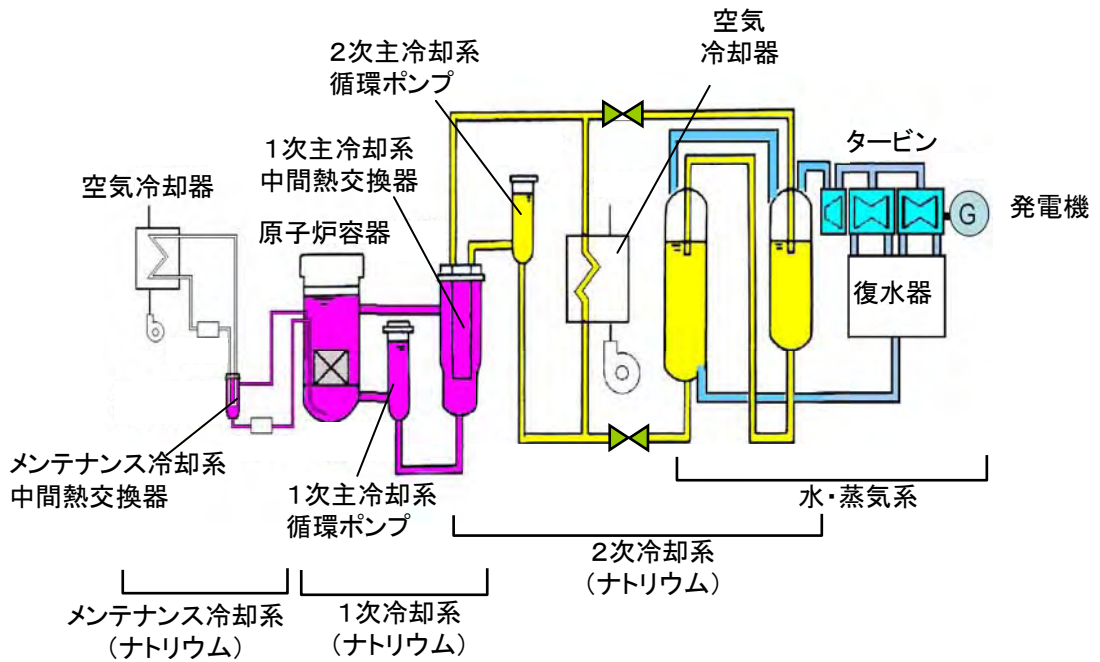 空気
冷却器
2次主冷却系
循環ポンプ
1次主冷却系
中間熱交換器
タービン
空気冷却器
原子炉容器
G
発電機
復水器
メンテナンス冷却系
中間熱交換器
1次主冷却系
循環ポンプ
水・蒸気系
2次冷却系
(ナトリウム)
メンテナンス冷却系
(ナトリウム)
1次冷却系
(ナトリウム)